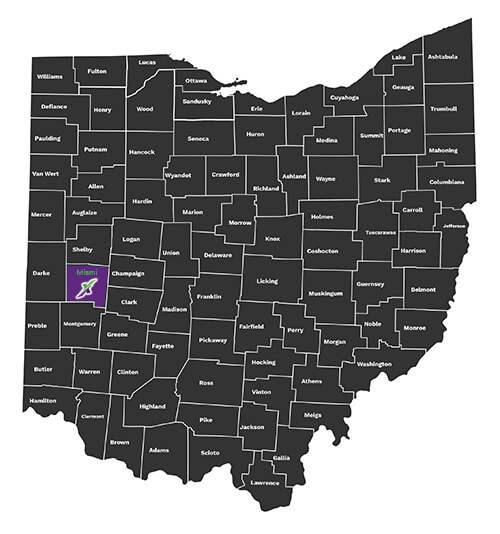 Williams
Fulton
Lucas
Ottawa
Lake
Ashtabula
Defiance
Henry
Wood
Sandusky
Erie
Lorain
Cuyahoga
Geauga
Trumbull
Paulding
Putnam
Hancock
Seneca
Huron
Medina
Summit
Portage
Mahoning
Van Wert
Allen
Wyandot
Crawford
Richland
Ashland
Wayne
Stark
Columbiana
Mercer
Auglaize
Hardin
Marion
Morrow
Knox
Holmes
Tuscarawas
Carroll
Jefferson
Shelby
Logan
Union
Delaware
Coshocton
Harrison
Darke
Miami
Champaign
Clark
Madison
Franklin
Licking
Muskingum
Guernsey
Belmont
Preble
Montgomery
Greene
Fayette
Pickaway
Fairfield
Perry
Morgan
Noble
Monroe
Butler
Warren
Clinton
Ross
Hocking
Vinton
Athens
Washington
Hamilton
Clermont
Brown
Highland
Adams
Pike
Scioto
Jackson
Meigs
Gallia
Lawrence